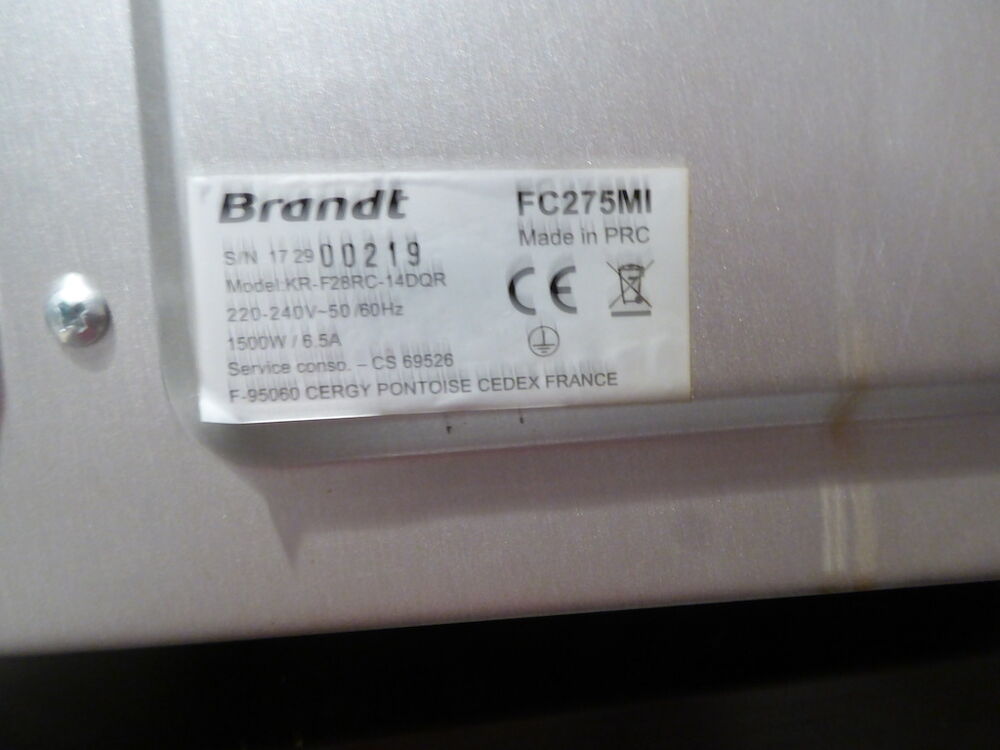 Brandt FC275MI
S/N 17 29 00219 Made in PRC
Model:KR-F28RC-14DQR CE
220-240V~50/60Hz
1500W / 6.5A
Service conso. – CS 69526
F-95060 CERGY PONTOISE CEDEX FRANCE